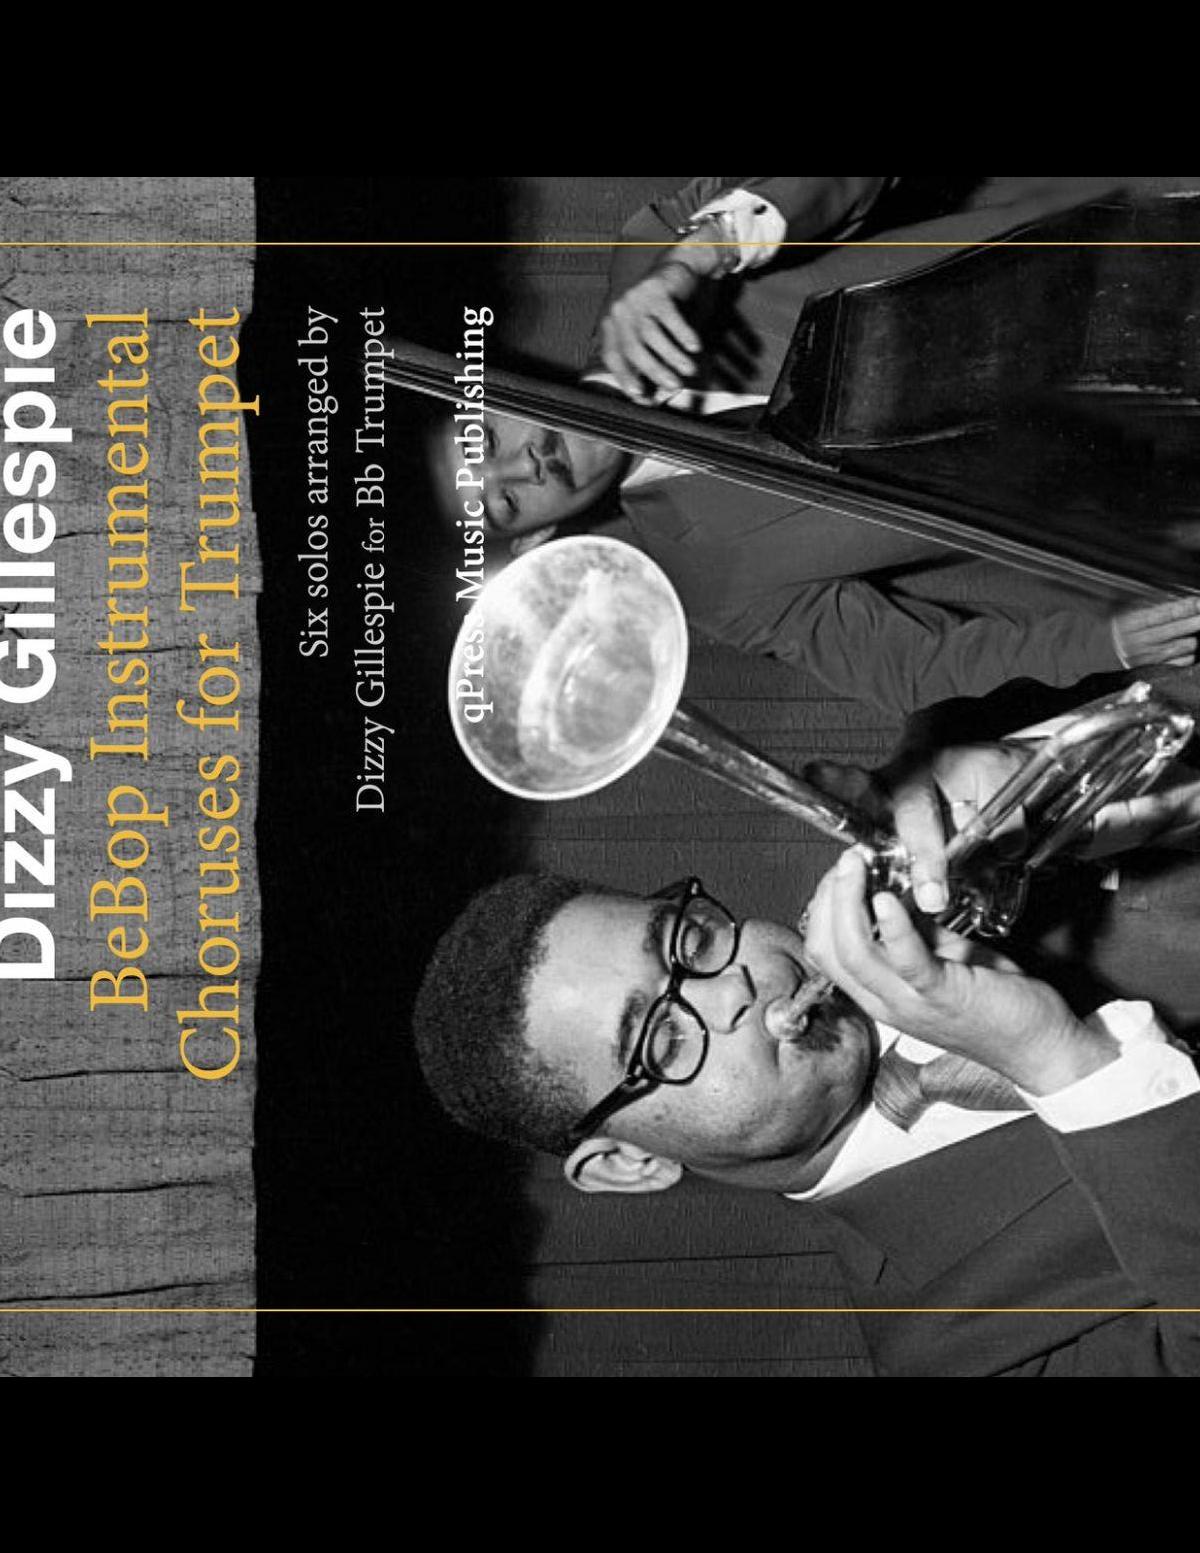 Dizzy Gillespie
BeBop Instrumental
Choruses for Trumpet
Six solos arranged by
Dizzy Gillespie for Bb Trumpet
qPress Music Publishing